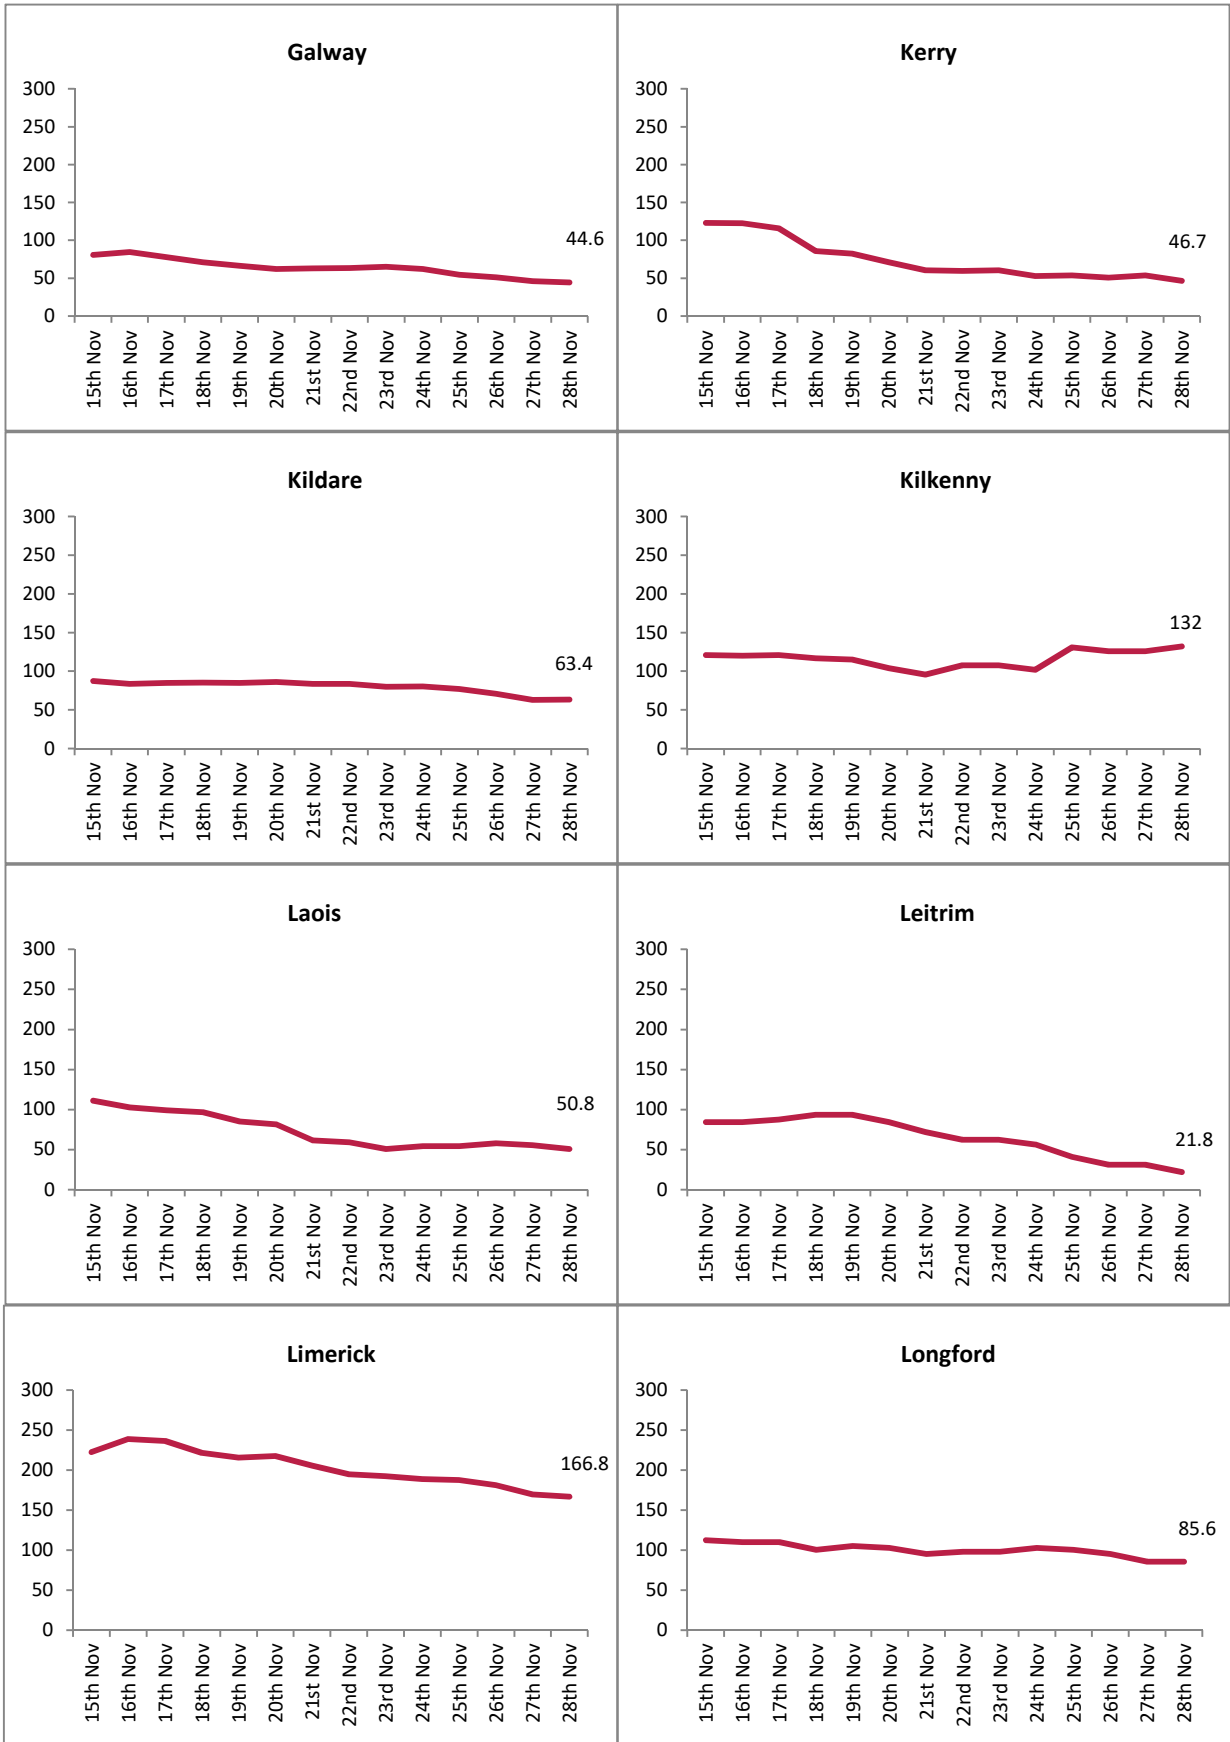 Galway
300
250
200
150
100
50
0
44.6
15th Nov
16th Nov
17th Nov
18th Nov
19th Nov
20th Nov
21st Nov
22nd Nov
23rd Nov
24th Nov
25th Nov
26th Nov
27th Nov
28th Nov
Kerry
300
250
200
150
100
50
0
46.7
15th Nov
16th Nov
17th Nov
18th Nov
19th Nov
20th Nov
21st Nov
22nd Nov
23rd Nov
24th Nov
25th Nov
26th Nov
27th Nov
28th Nov
Kildare
300
250
200
150
100
50
0
63.4
15th Nov
16th Nov
17th Nov
18th Nov
19th Nov
20th Nov
21st Nov
22nd Nov
23rd Nov
24th Nov
25th Nov
26th Nov
27th Nov
28th Nov
Kilkenny
300
250
200
150
100
50
0
132
15th Nov
16th Nov
17th Nov
18th Nov
19th Nov
20th Nov
21st Nov
22nd Nov
23rd Nov
24th Nov
25th Nov
26th Nov
27th Nov
28th Nov
Laois
300
250
200
150
100
50
0
50.8
15th Nov
16th Nov
17th Nov
18th Nov
19th Nov
20th Nov
21st Nov
22nd Nov
23rd Nov
24th Nov
25th Nov
26th Nov
27th Nov
28th Nov
Leitrim
300
250
200
150
100
50
0
21.8
15th Nov
16th Nov
17th Nov
18th Nov
19th Nov
20th Nov
21st Nov
22nd Nov
23rd Nov
24th Nov
25th Nov
26th Nov
27th Nov
28th Nov
Limerick
300
250
200
150
100
50
0
166.8
15th Nov
16th Nov
17th Nov
18th Nov
19th Nov
20th Nov
21st Nov
22nd Nov
23rd Nov
24th Nov
25th Nov
26th Nov
27th Nov
28th Nov
Longford
300
250
200
150
100
50
0
85.6
15th Nov
16th Nov
17th Nov
18th Nov
19th Nov
20th Nov
21st Nov
22nd Nov
23rd Nov
24th Nov
25th Nov
26th Nov
27th Nov
28th Nov